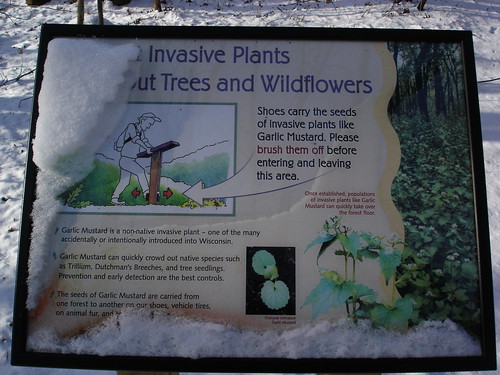 Invasive Plants
out Trees and Wildflowers
Shoes carry the seeds
of invasive plants like
Garlic Mustard. Please
brush them off before
entering and leaving
this area.
Once established, populations
of invasive plants like Garlic
Mustard can quickly take over
the forest floor.
Garlic Mustard is a non-native invasive plant – one of the many
accidentally or intentionally introduced into Wisconsin.
Garlic Mustard can quickly crowd out native species such
as Trillium, Dutchman's Breeches, and tree seedlings.
Prevention and early detection are the best controls.
The seeds of Garlic Mustard are carried from
one forest to another on our shoes, vehicle tires,
on animal fur, and